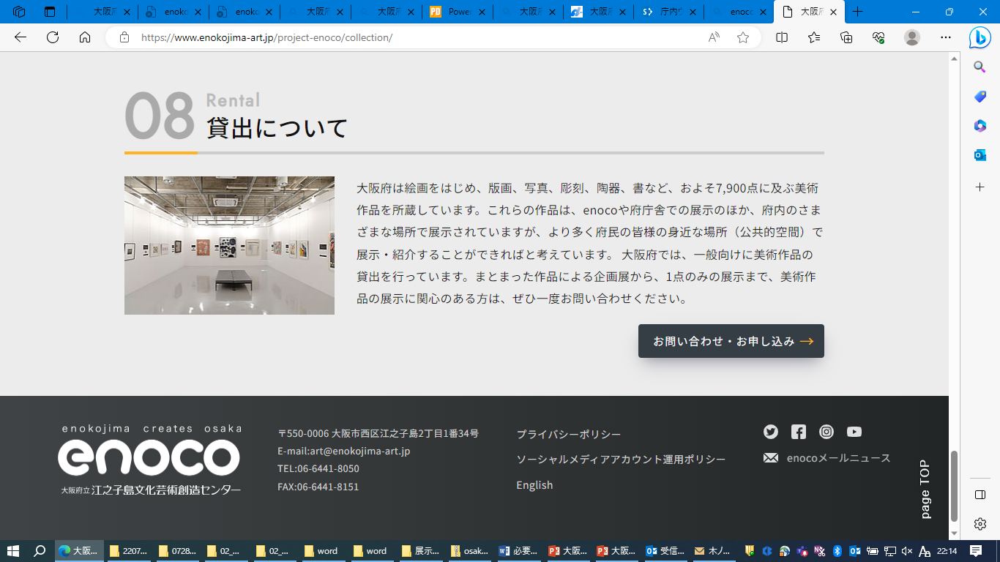 大阪府
enoko
enoko
大阪府
大阪府
PD Power
大阪府
大阪府
庁内ウ
enoco
大阪府
https://www.enokojima-art.jp/project-enoco/collection/
08
Rental
貸出について
大阪府は絵画をはじめ、版画、写真、彫刻、陶器、書など、およそ7,900点に及ぶ美術
作品を所蔵しています。これらの作品は、enocoや府庁舎での展示のほか、府内のさま
ざまな場所で展示されていますが、より多く府民の皆様の身近な場所（公共的空間）で
展示・紹介することができればと考えています。 大阪府では、一般向けに美術作品の
貸出を行っています。まとまった作品による企画展から、1点のみの展示まで、美術作
品の展示に関心のある方は、ぜひ一度お問い合わせください。
お問い合わせ・お申し込み →
enokojima creates osaka
enoco
大阪府立 江之子島文化芸術創造センター
〒550-0006 大阪市西区江之子島2丁目1番34号
E-mail:art@enokojima-art.jp
TEL:06-6441-8050
FAX:06-6441-8151
プライバシーポリシー
ソーシャルメディアアカウント運用ポリシー
English
enocoメールニュース
page TOP
大阪...
2207...
0728...
02_...
02_...
word
word
展示...
osak...
必要...
大阪...
大阪...
受信...
木ノ...
22:14